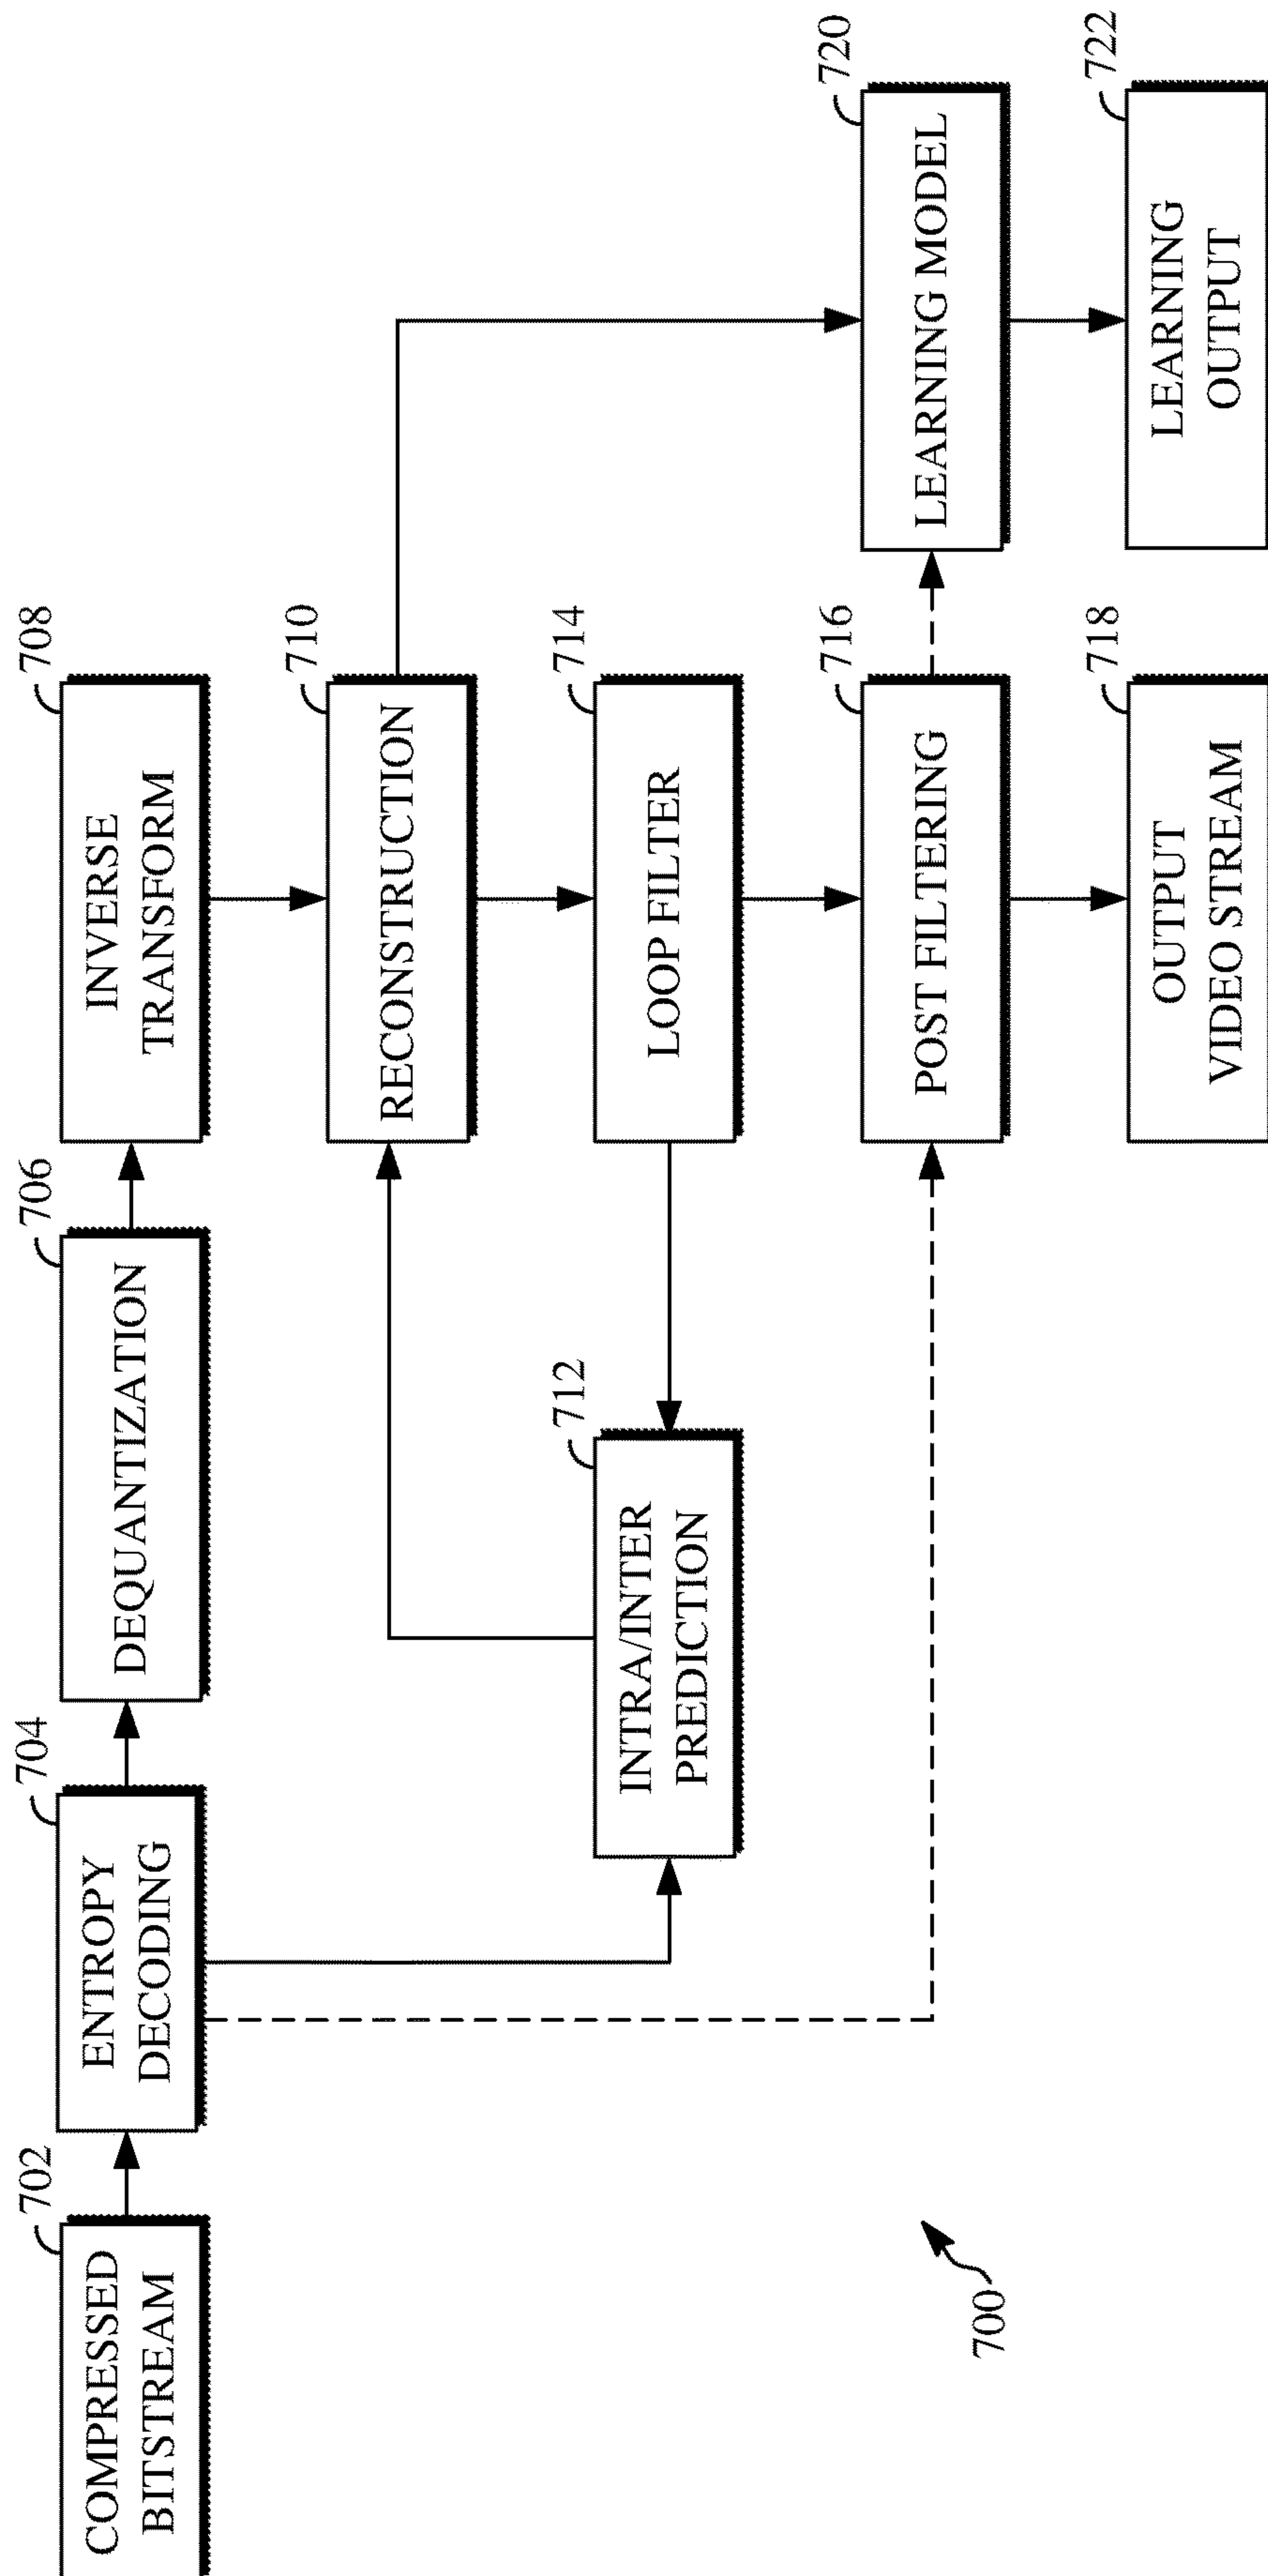 702
COMPRESSED
BITSTREAM
704
ENTROPY
DECODING
706
DEQUANTIZATION
708
INVERSE
TRANSFORM
710
RECONSTRUCTION
712
INTRA/INTER
PREDICTION
714
LOOP FILTER
716
POST FILTERING
720
LEARNING MODEL
718
OUTPUT
VIDEO STREAM
722
LEARNING
OUTPUT
700